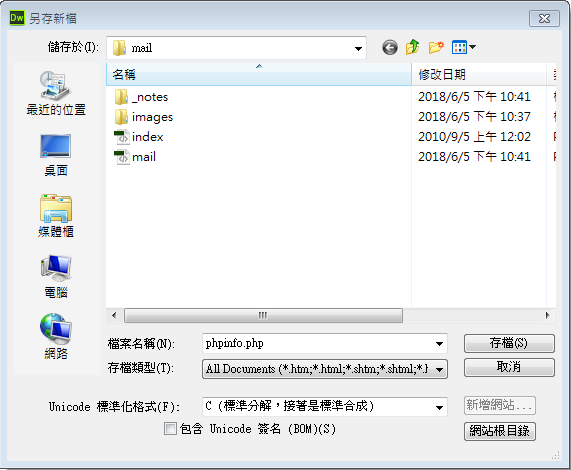 Dw 另存新檔
儲存於(I): mail
名稱 修改日期
_notes 2018/6/5 下午 10:41
images 2018/6/5 下午 10:37
index 2010/9/5 上午 12:02
mail 2018/6/5 下午 10:41
最近的位置
桌面
媒體櫃
電腦
網路
檔案名稱(N): phpinfo.php 存檔(S)
存檔類型(T): All Documents (*.htm;*.html;*.shtm;*.shtml;*.l 取消
Unicode 標準化格式(F): C (標準分解，接著是標準合成) 新增網站...
包含 Unicode 簽名 (BOM)(S) 網站根目錄